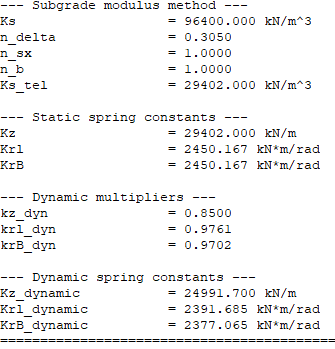 --- Subgrade modulus method ---
Ks = 96400.000 kN/m^3
n_delta = 0.3050
n_sx = 1.0000
n_b = 1.0000
Ks_tel = 29402.000 kN/m^3
--- Static spring constants ---
Kz = 29402.000 kN/m
Krl = 2450.167 kN*m/rad
KrB = 2450.167 kN*m/rad
--- Dynamic multipliers ---
kz_dyn = 0.8500
krl_dyn = 0.9761
krB_dyn = 0.9702
--- Dynamic spring constants ---
Kz_dynamic = 24991.700 kN/m
Krl_dynamic = 2391.685 kN*m/rad
KrB_dynamic = 2377.065 kN*m/rad
==========================================